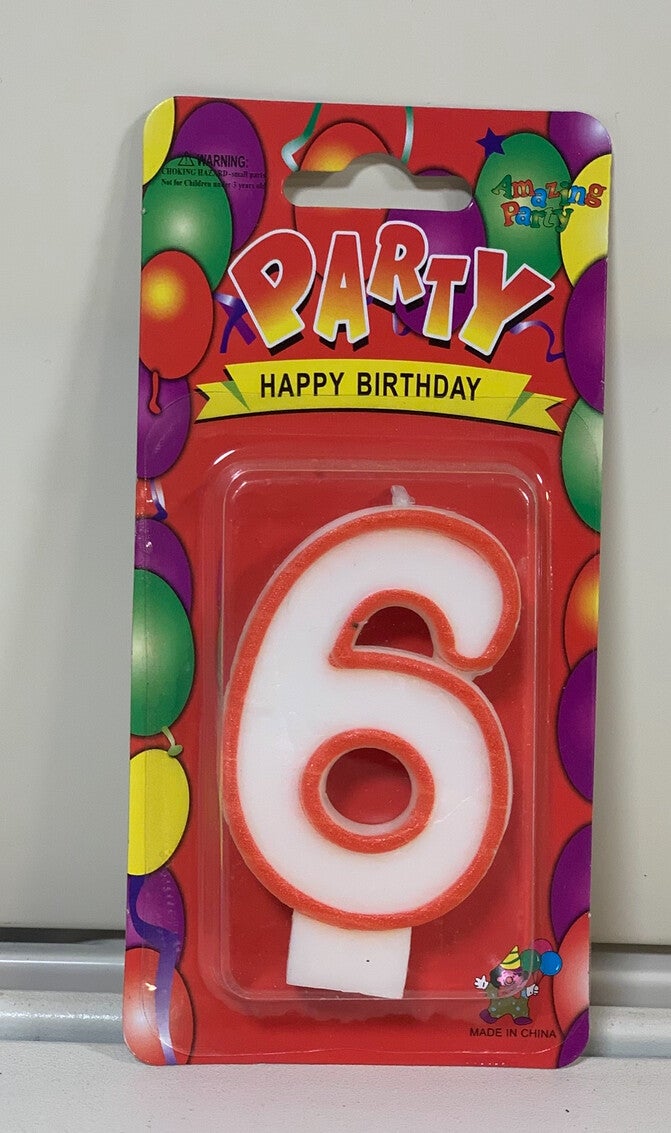 ⚠ WARNING:
CHOKING HAZARD-small parts
Not for Children under 3 years old
Amazing
Party
PARTY
HAPPY BIRTHDAY
6
MADE IN CHINA